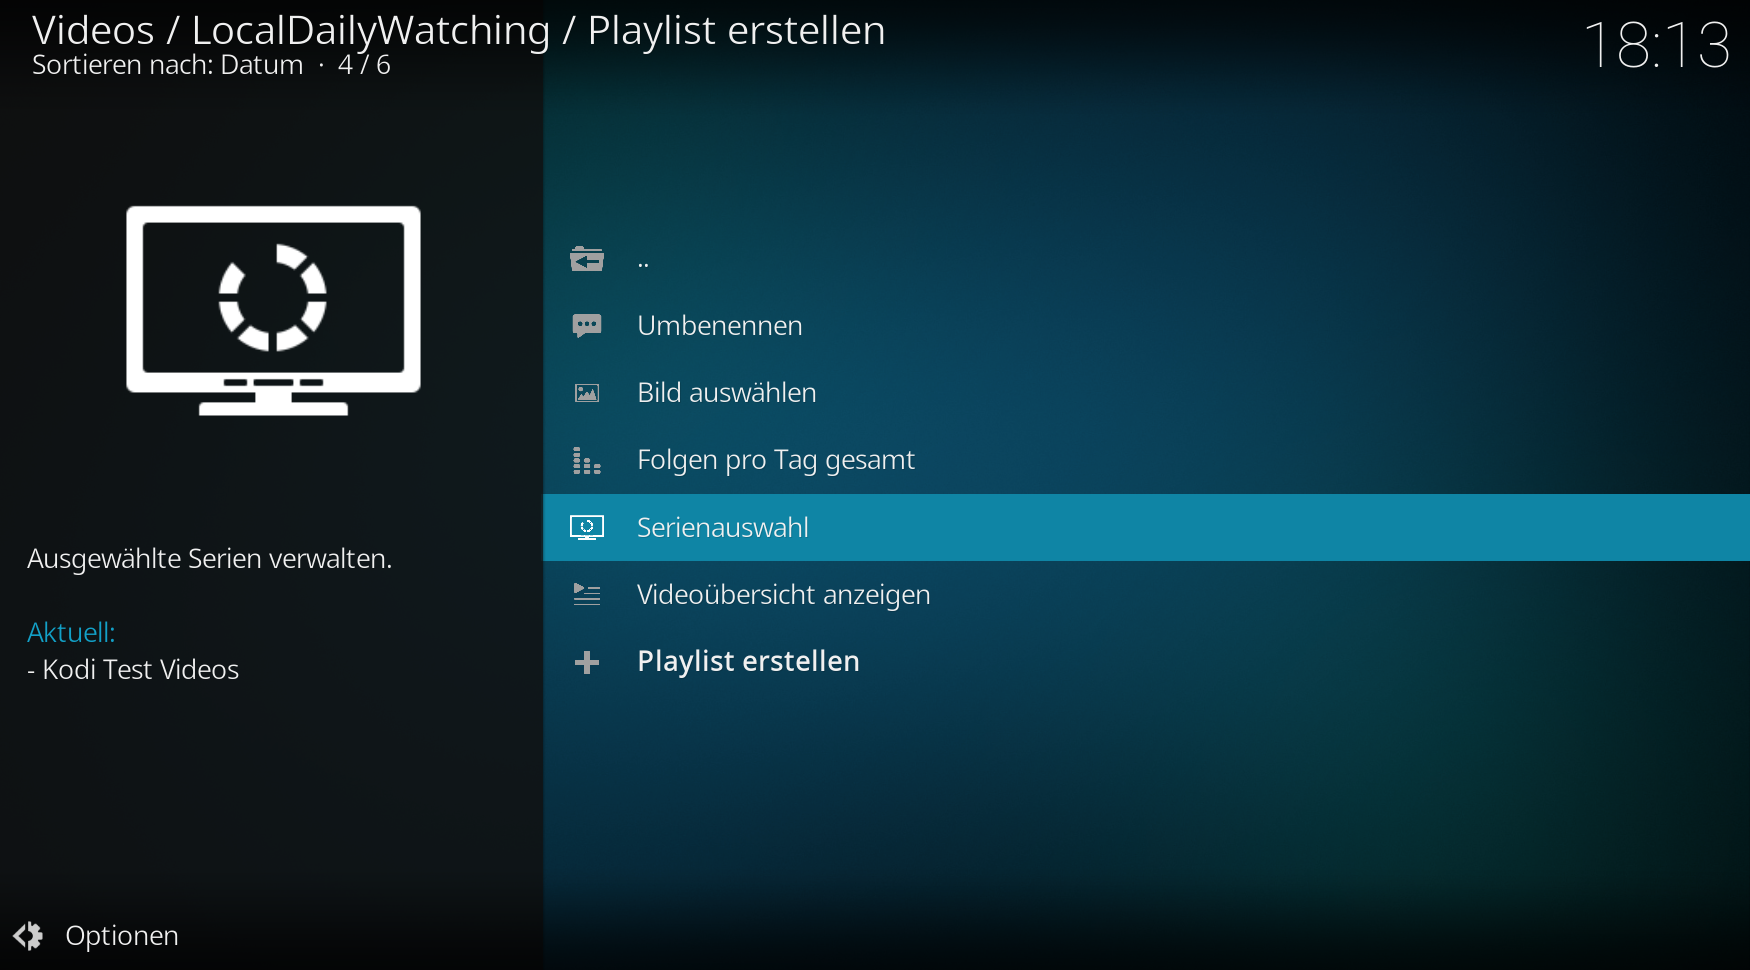 Videos / LocalDailyWatching / Playlist erstellen
Sortieren nach: Datum · 4 / 6
18:13
..
Umbenennen
Bild auswählen
Folgen pro Tag gesamt
Serienauswahl
Videoübersicht anzeigen
Playlist erstellen
Ausgewählte Serien verwalten.
Aktuell:
- Kodi Test Videos
Optionen